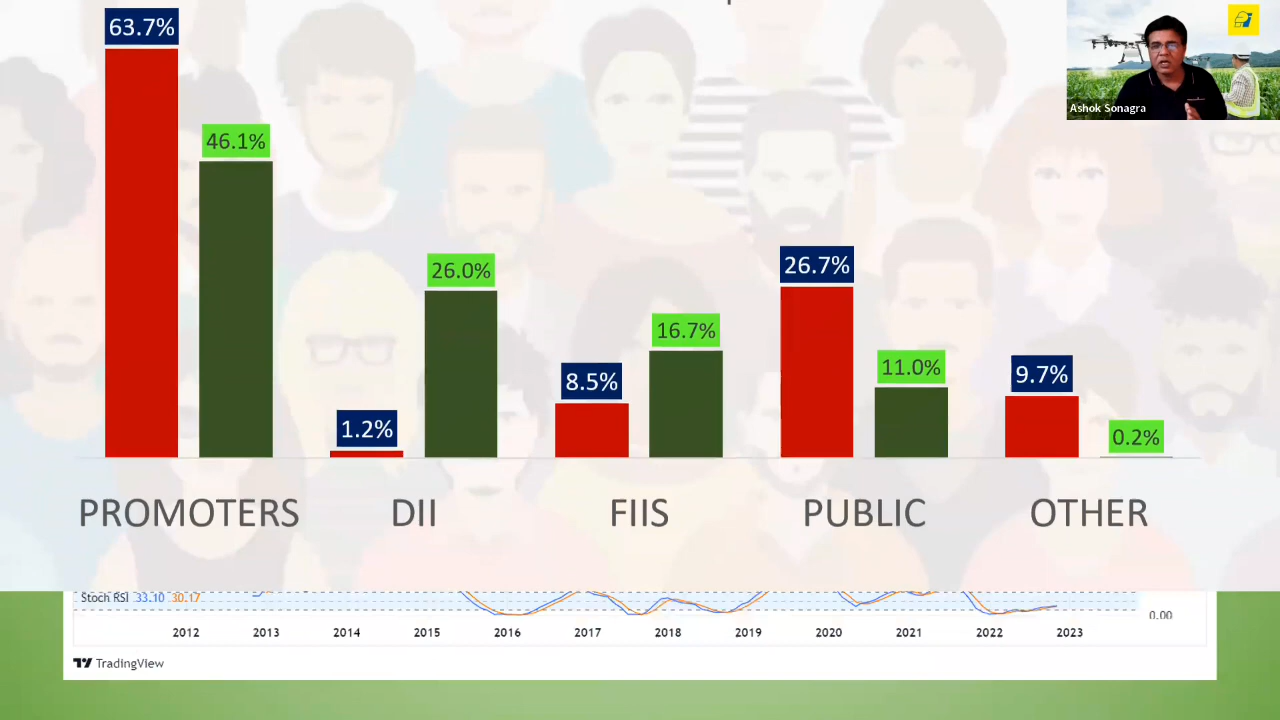 63.7%
46.1%
1.2%
26.0%
8.5%
16.7%
26.7%
11.0%
9.7%
0.2%
PROMOTERS
DII
FIIS
PUBLIC
OTHER
Ashok Sonagra
Stoch RSI 33.10 30.17
0.00
2012 2013 2014 2015 2016 2017 2018 2019 2020 2021 2022 2023
TradingView